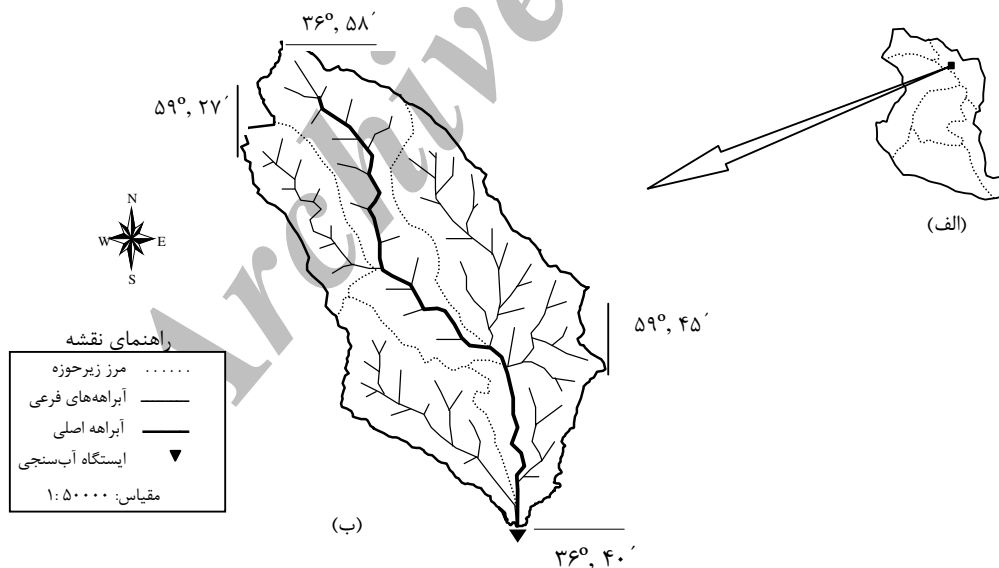 ۳۶°, ۵۸´
۵۹°, ۲۷´
Archive
(الف)
N
W E
S
۵۹°, ۴۵´
راهنمای نقشه
مرز زیرحوزه
آبراهه‌های فرعی
آبراهه اصلی
ایستگاه آب‌سنجی
مقیاس: ۱:۵۰۰۰۰
(ب)
۳۶°, ۴۰´